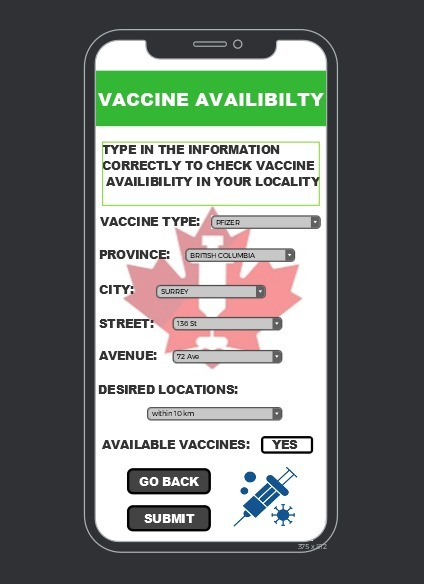 VACCINE AVAILIBILTY
TYPE IN THE INFORMATION
CORRECTLY TO CHECK VACCINE
AVAILIBILITY IN YOUR LOCALITY
VACCINE TYPE: PFIZER
PROVINCE: BRITISH COLUMBIA
CITY: SURREY
STREET: 136 St
AVENUE: 72 Ave
DESIRED LOCATIONS:
within 10 km
AVAILABLE VACCINES: YES
GO BACK
SUBMIT
375 x 812